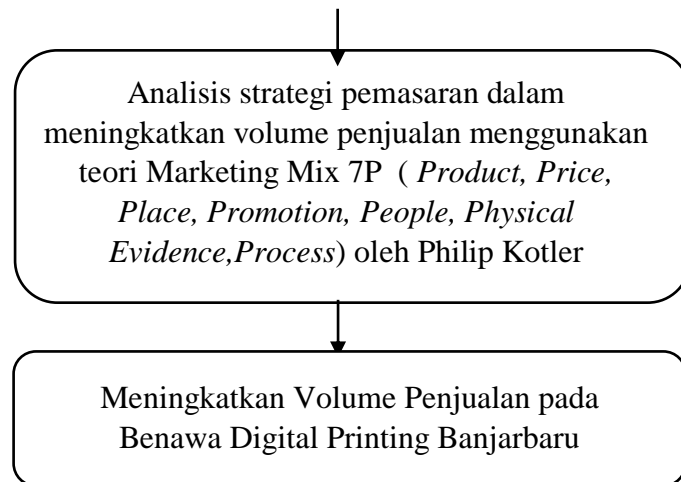 Analisis strategi pemasaran dalam
meningkatkan volume penjualan menggunakan
teori Marketing Mix 7P ( Product, Price,
Place, Promotion, People, Physical
Evidence,Process) oleh Philip Kotler
Meningkatkan Volume Penjualan pada
Benawa Digital Printing Banjarbaru